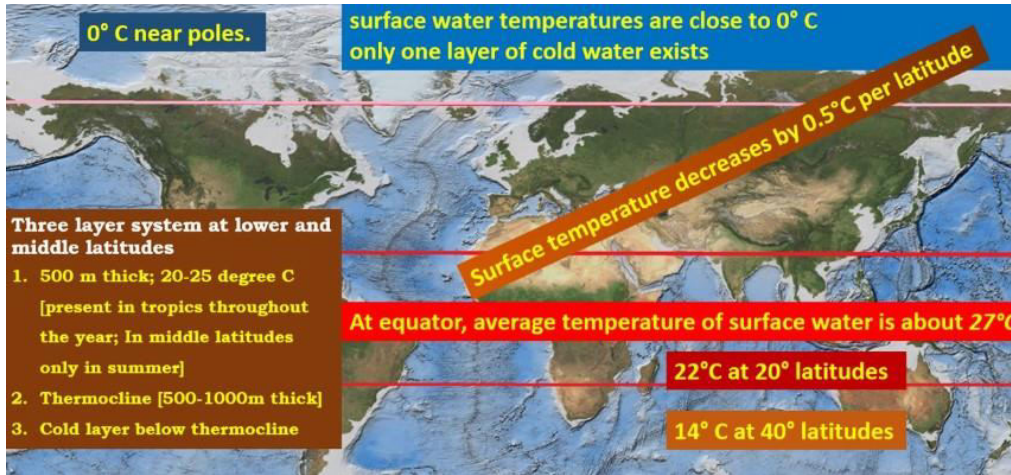 0° C near poles.
surface water temperatures are close to 0° C
only one layer of cold water exists
Surface temperature decreases by 0.5°C per latitude
Three layer system at lower and
middle latitudes
1. 500 m thick; 20-25 degree C
[present in tropics throughout
the year; In middle latitudes
only in summer]
2. Thermocline [500-1000m thick]
3. Cold layer below thermocline
At equator, average temperature of surface water is about 27°C
22°C at 20° latitudes
14° C at 40° latitudes